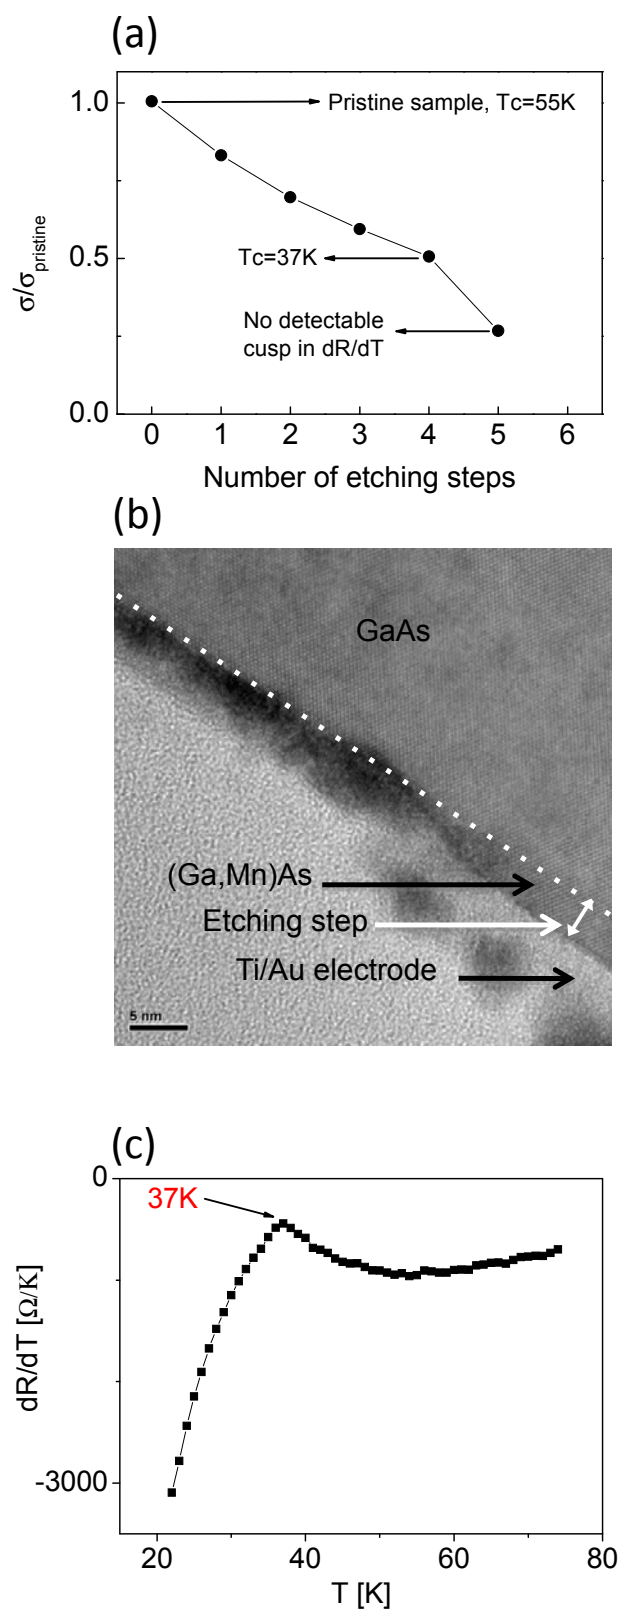 (a)
1.0
0.5
0.0
σ/σpristine
Pristine sample, Tc=55K
Tc=37K
No detectable
cusp in dR/dT
0 1 2 3 4 5 6
Number of etching steps
(b)
GaAs
(Ga,Mn)As
Etching step
Ti/Au electrode
5 nm
(c)
0
37K
dR/dT [Ω/K]
-3000
20 40 60 80
T [K]